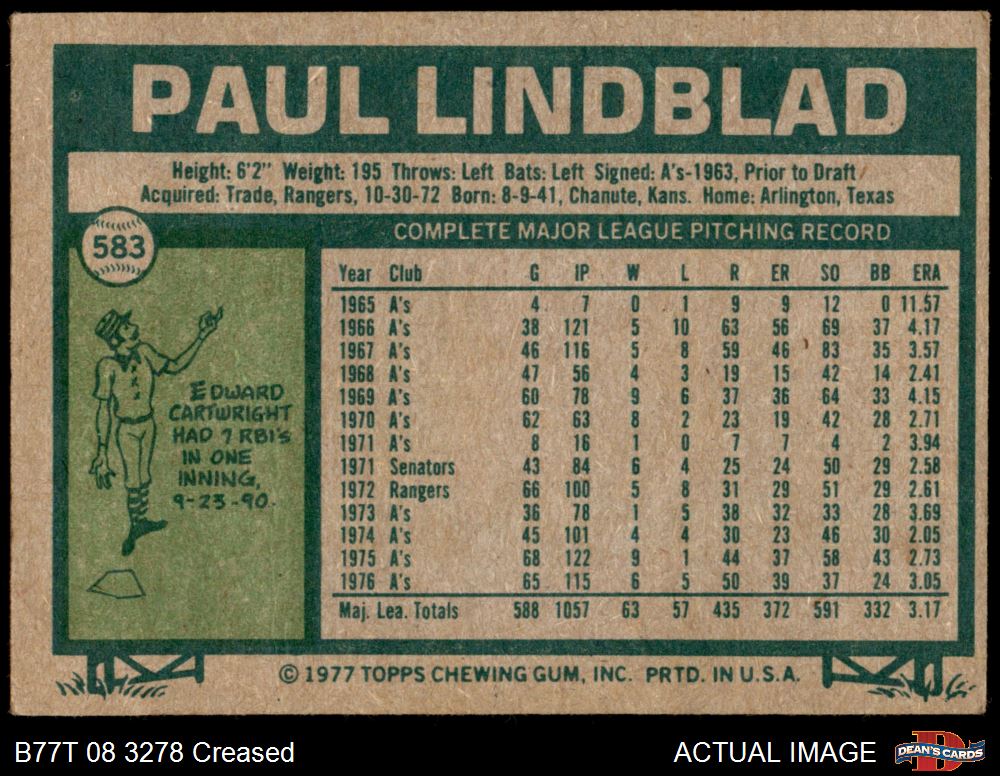 PAUL LINDBLAD
Height: 6'2" Weight: 195 Throws: Left Bats: Left Signed: A's-1963, Prior to Draft
Acquired: Trade, Rangers, 10-30-72 Born: 8-9-41, Chanute, Kans. Home: Arlington, Texas
583
EDWARD
CARTWRIGHT
HAD 7 RBI's
IN ONE
INNING,
9-23-90.
COMPLETE MAJOR LEAGUE PITCHING RECORD
Year Club G IP W L R ER SO BB ERA
1965 A's 4 7 0 1 9 9 12 0 11.57
1966 A's 38 121 5 10 63 56 69 37 4.17
1967 A's 46 116 5 8 59 46 83 35 3.57
1968 A's 47 56 4 3 19 15 42 14 2.41
1969 A's 60 78 9 6 37 36 64 33 4.15
1970 A's 62 63 8 2 23 19 42 28 2.71
1971 A's 8 16 1 0 7 7 4 2 3.94
1971 Senators 43 84 6 4 25 24 50 29 2.58
1972 Rangers 66 100 5 8 31 29 51 29 2.61
1973 A's 36 78 1 5 38 32 33 28 3.69
1974 A's 45 101 4 4 30 23 46 30 2.05
1975 A's 68 122 9 1 44 37 58 43 2.73
1976 A's 65 115 6 5 50 39 37 24 3.05
Maj. Lea. Totals 588 1057 63 57 435 372 591 332 3.17
© 1977 TOPPS CHEWING GUM, INC. PRTD. IN U.S.A.
B77T 08 3278 Creased
ACTUAL IMAGE
D
DEAN'S CARDS